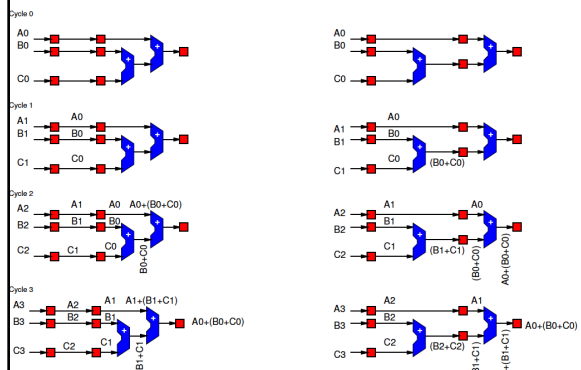 Cycle 0
A0 A0
B0 B0
+ + + +
C0 C0
Cycle 1
A1 A0 A1 A0
B1 B0 B1 B0
+ + + +
C1 C0 C1 C0 (B0+C0)
Cycle 2
A2 A1 A0 A0+(B0+C0) A2 A1 A0
B2 B1 B0 B2 B1
+ + + +
C2 C1 C0 B0+C0 C2 C1 (B1+C1) (B0+C0) A0+(B0+C0)
Cycle 3
A3 A2 A1 A1+(B1+C1) A3 A2 A1
B3 B2 B1 A0+(B0+C0) B3 B2 A0+(B0+C0)
+ + + +
C3 C2 C1 B1+C1 C3 C2 (B2+C2)